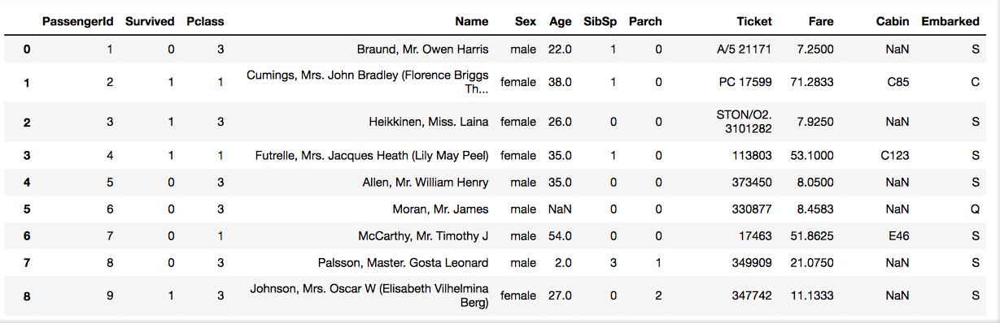 PassengerId Survived Pclass Name Sex Age SibSp Parch Ticket Fare Cabin Embarked
0 1 0 3 Braund, Mr. Owen Harris male 22.0 1 0 A/5 21171 7.2500 NaN S
1 2 1 1 Cumings, Mrs. John Bradley (Florence Briggs Th... female 38.0 1 0 PC 17599 71.2833 C85 C
2 3 1 3 Heikkinen, Miss. Laina female 26.0 0 0 STON/O2. 3101282 7.9250 NaN S
3 4 1 1 Futrelle, Mrs. Jacques Heath (Lily May Peel) female 35.0 1 0 113803 53.1000 C123 S
4 5 0 3 Allen, Mr. William Henry male 35.0 0 0 373450 8.0500 NaN S
5 6 0 3 Moran, Mr. James male NaN 0 0 330877 8.4583 NaN Q
6 7 0 1 McCarthy, Mr. Timothy J male 54.0 0 0 17463 51.8625 E46 S
7 8 0 3 Palsson, Master. Gosta Leonard male 2.0 3 1 349909 21.0750 NaN S
8 9 1 3 Johnson, Mrs. Oscar W (Elisabeth Vilhelmina Berg) female 27.0 0 2 347742 11.1333 NaN S